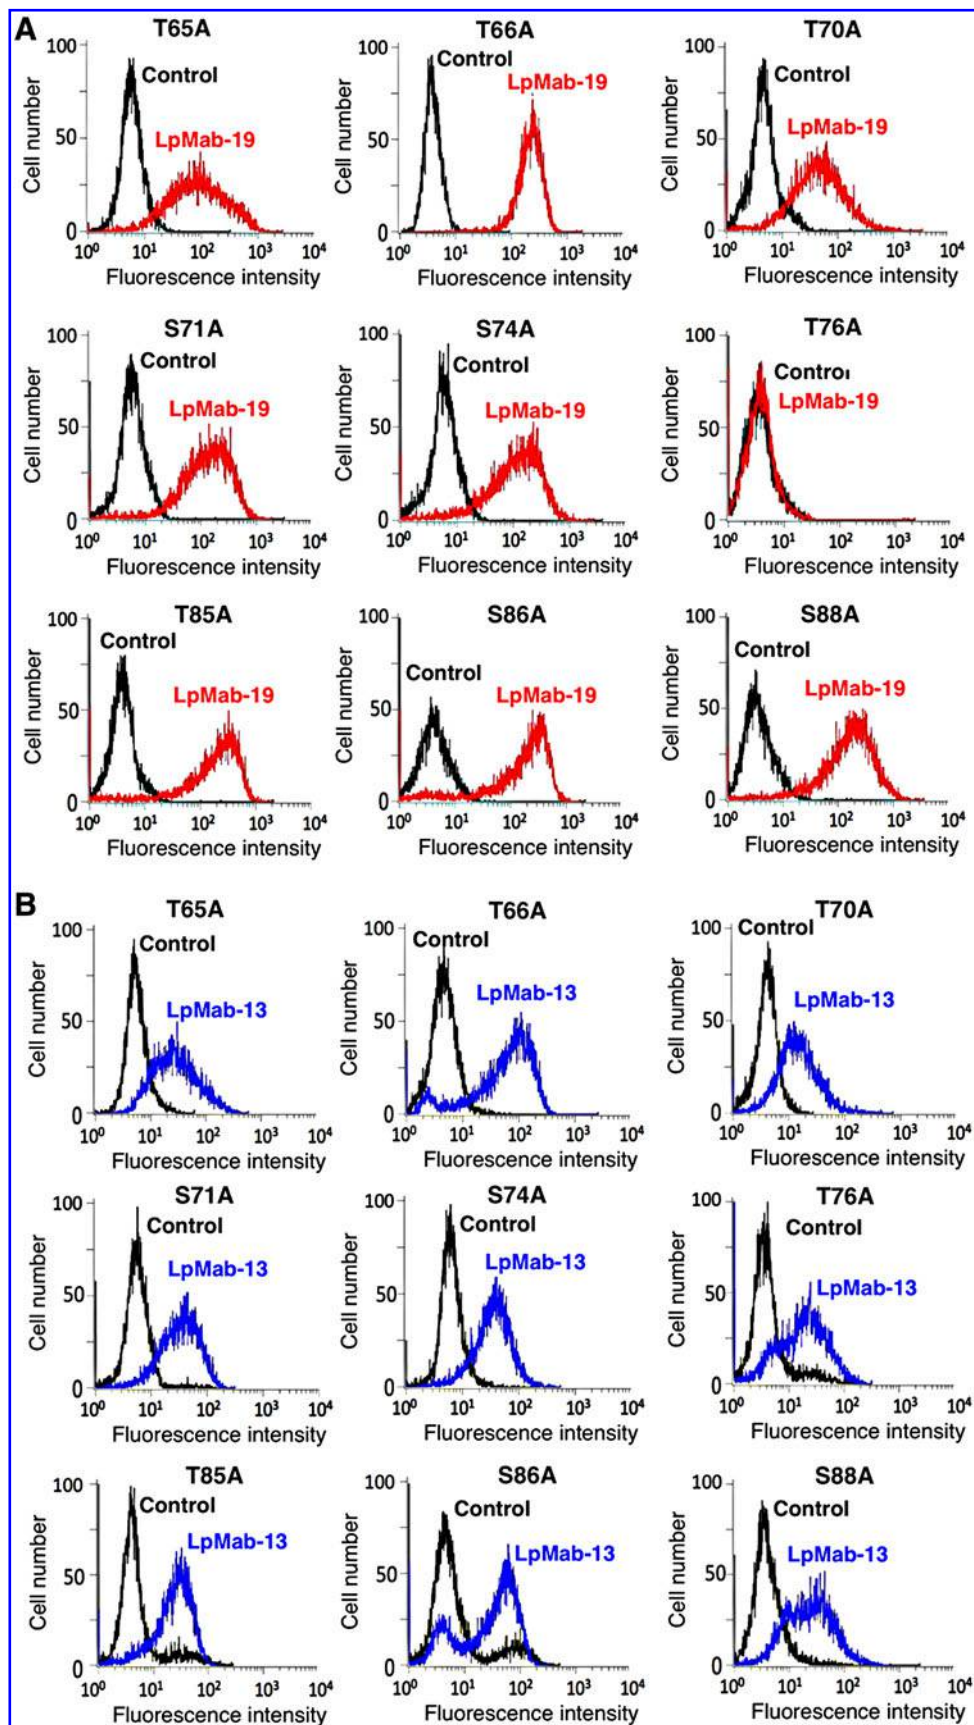 A
T65A
T66A
T70A
100
Control
LpMab-19
50
0
Cell number
10⁰ 10¹ 10² 10³ 10⁴
Fluorescence intensity
100
Control
LpMab-19
50
0
Cell number
10⁰ 10¹ 10² 10³ 10⁴
Fluorescence intensity
100
Control
LpMab-19
50
0
Cell number
10⁰ 10¹ 10² 10³ 10⁴
Fluorescence intensity
S71A
S74A
T76A
100
Control
LpMab-19
50
0
Cell number
10⁰ 10¹ 10² 10³ 10⁴
Fluorescence intensity
100
Control
LpMab-19
50
0
Cell number
10⁰ 10¹ 10² 10³ 10⁴
Fluorescence intensity
100
Control
LpMab-19
50
0
Cell number
10⁰ 10¹ 10² 10³ 10⁴
Fluorescence intensity
T85A
S86A
S88A
100
Control
LpMab-19
50
0
Cell number
10⁰ 10¹ 10² 10³ 10⁴
Fluorescence intensity
100
Control
LpMab-19
50
0
Cell number
10⁰ 10¹ 10² 10³ 10⁴
Fluorescence intensity
100
Control
LpMab-19
50
0
Cell number
10⁰ 10¹ 10² 10³ 10⁴
Fluorescence intensity
B
T65A
T66A
T70A
100
Control
LpMab-13
50
0
Cell number
10⁰ 10¹ 10² 10³ 10⁴
Fluorescence intensity
100
Control
LpMab-13
50
0
Cell number
10⁰ 10¹ 10² 10³ 10⁴
Fluorescence intensity
100
Control
LpMab-13
50
0
Cell number
10⁰ 10¹ 10² 10³ 10⁴
Fluorescence intensity
S71A
S74A
T76A
100
Control
LpMab-13
50
0
Cell number
10⁰ 10¹ 10² 10³ 10⁴
Fluorescence intensity
100
Control
LpMab-13
50
0
Cell number
10⁰ 10¹ 10² 10³ 10⁴
Fluorescence intensity
100
Control
LpMab-13
50
0
Cell number
10⁰ 10¹ 10² 10³ 10⁴
Fluorescence intensity
T85A
S86A
S88A
100
Control
LpMab-13
50
0
Cell number
10⁰ 10¹ 10² 10³ 10⁴
Fluorescence intensity
100
Control
LpMab-13
50
0
Cell number
10⁰ 10¹ 10² 10³ 10⁴
Fluorescence intensity
100
Control
LpMab-13
50
0
Cell number
10⁰ 10¹ 10² 10³ 10⁴
Fluorescence intensity